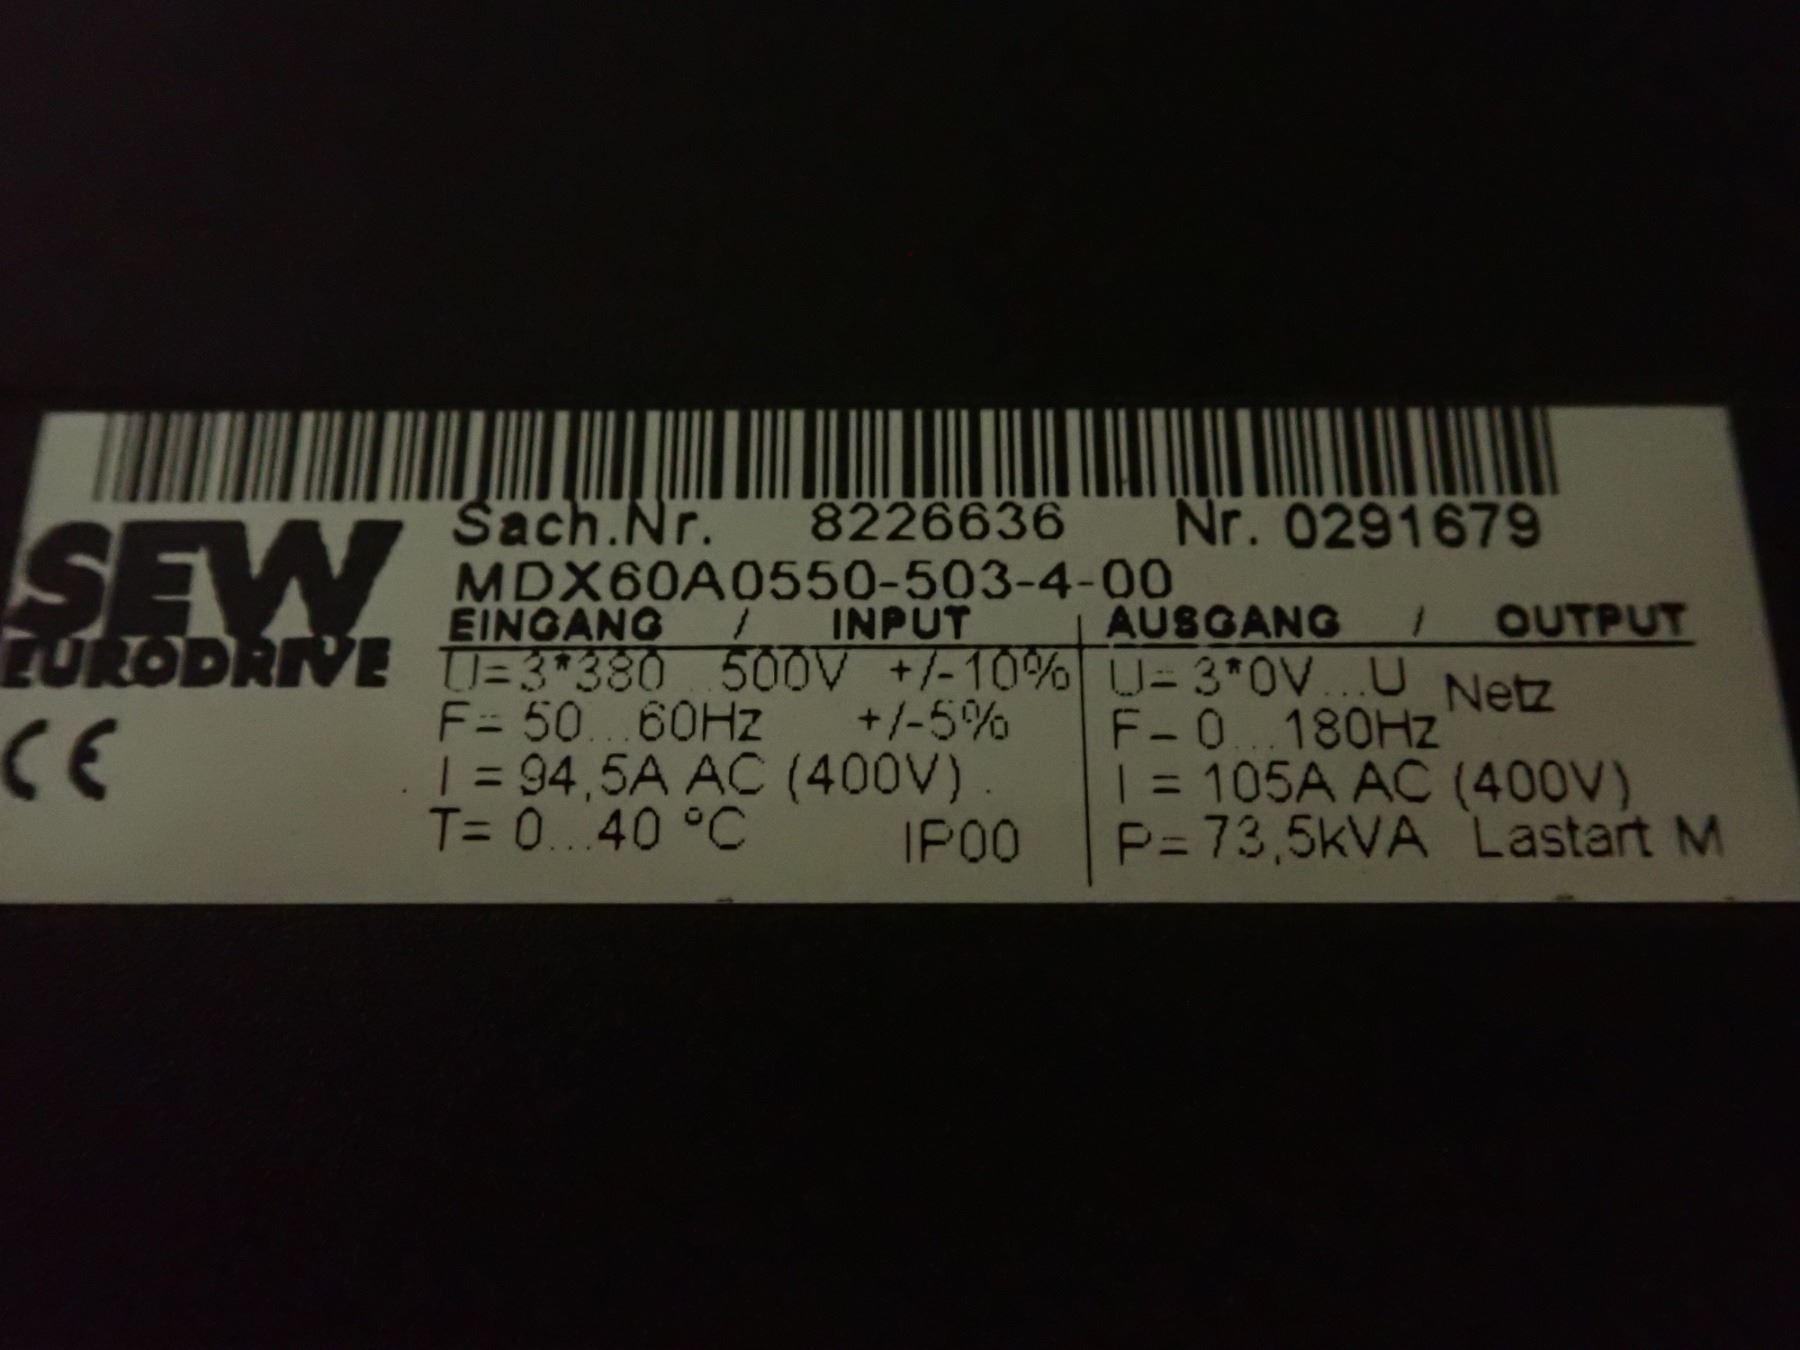 Sach.Nr. 8226636 Nr. 0291679
SEW
EURODRIVE
MDX60A0550-503-4-00
EINGANG / INPUT
U=3*380...500V +/-10%
F=50...60Hz +/-5%
I=94,5A AC (400V)
T=0...40 °C IP00
AUSGANG / OUTPUT
U=3*0V...U Netz
F=0...180Hz
I=105A AC (400V)
P=73,5kVA Lastart M
CE